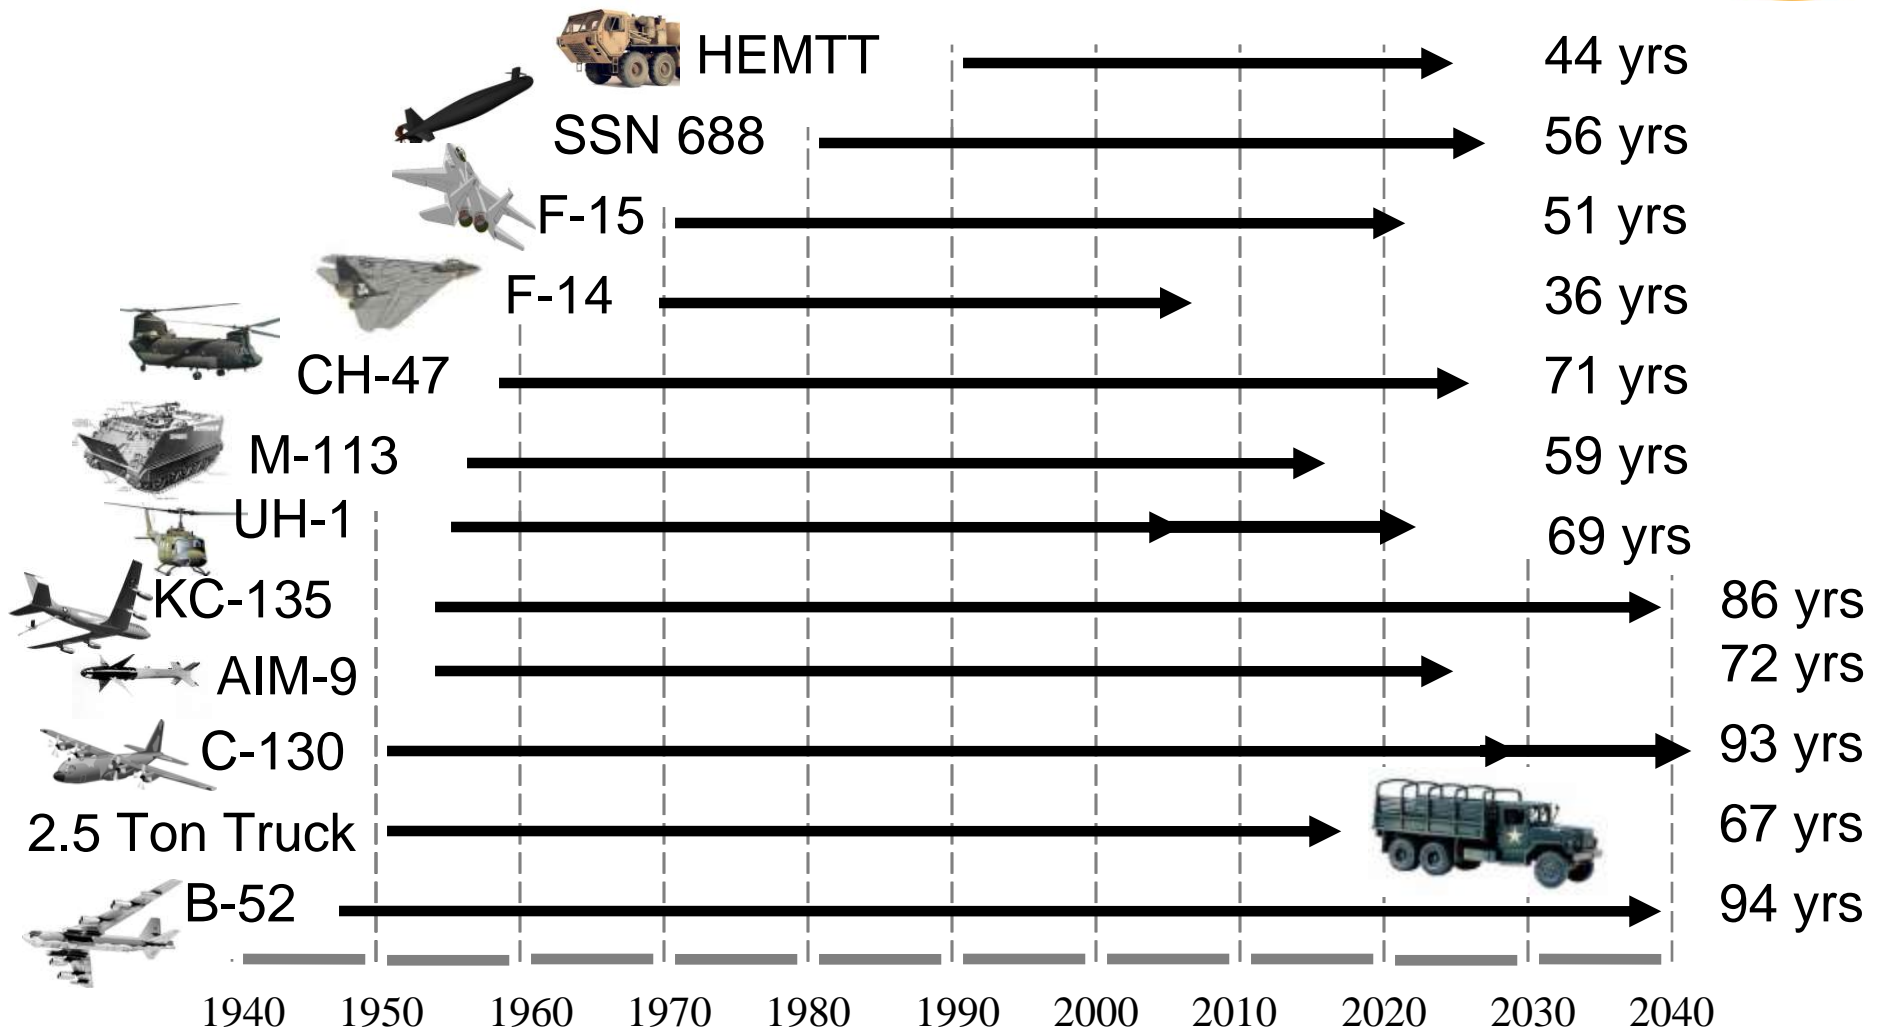 HEMTT 44 yrs
SSN 688 56 yrs
F-15 51 yrs
F-14 36 yrs
CH-47 71 yrs
M-113 59 yrs
UH-1 69 yrs
KC-135 86 yrs
AIM-9 72 yrs
C-130 93 yrs
2.5 Ton Truck 67 yrs
B-52 94 yrs
1940 1950 1960 1970 1980 1990 2000 2010 2020 2030 2040